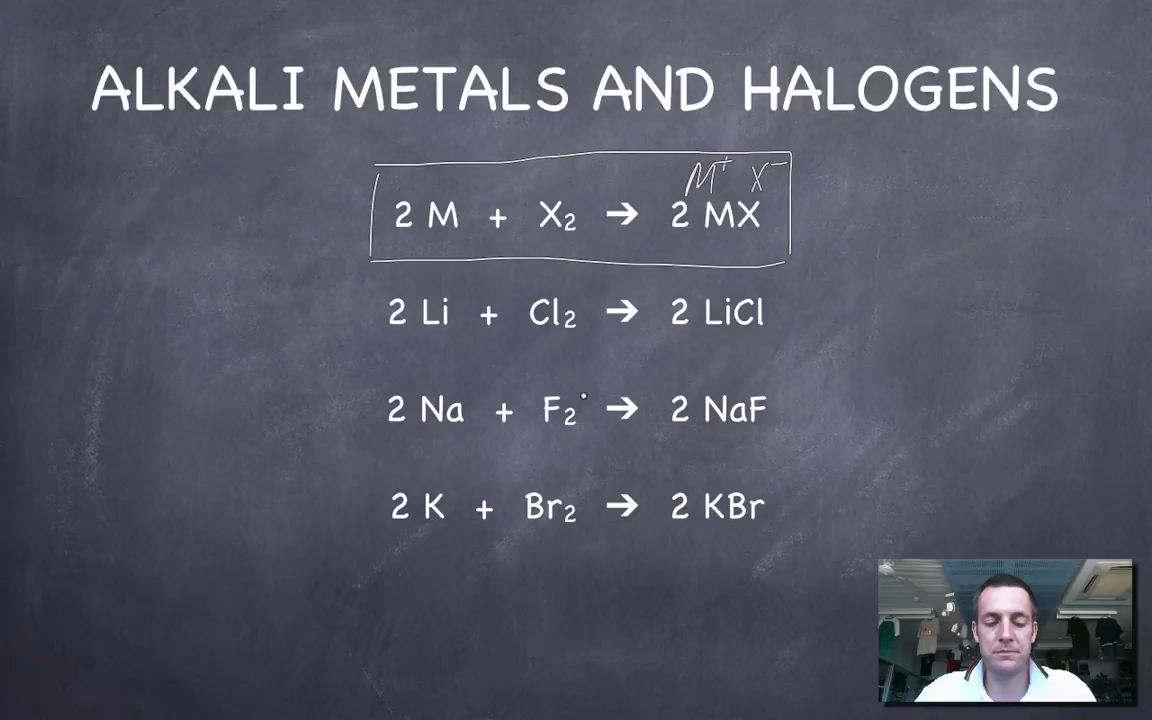 ALKALI METALS AND HALOGENS
M⁺ X⁻
2 M + X₂ ➔ 2 MX
2 Li + Cl₂ ➔ 2 LiCl
2 Na + F₂ ➔ 2 NaF
2 K + Br₂ ➔ 2 KBr